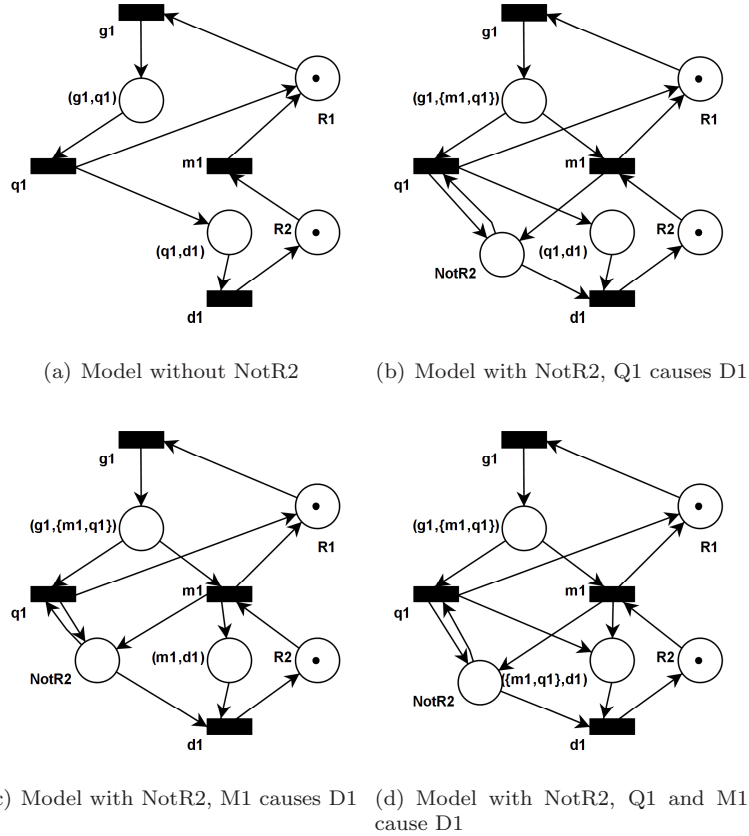 g1
(g1,q1)
R1
q1
m1
R2
(q1,d1)
d1
(a) Model without NotR2
g1
(g1,{m1,q1})
R1
q1
m1
R2
(q1,d1)
NotR2
d1
(b) Model with NotR2, Q1 causes D1
g1
(g1,{m1,q1})
R1
q1
m1
R2
(m1,d1)
NotR2
d1
) Model with NotR2, M1 causes D1
g1
(g1,{m1,q1})
R1
q1
m1
R2
({m1,q1},d1)
NotR2
d1
(d) Model with NotR2, Q1 and M1
cause D1